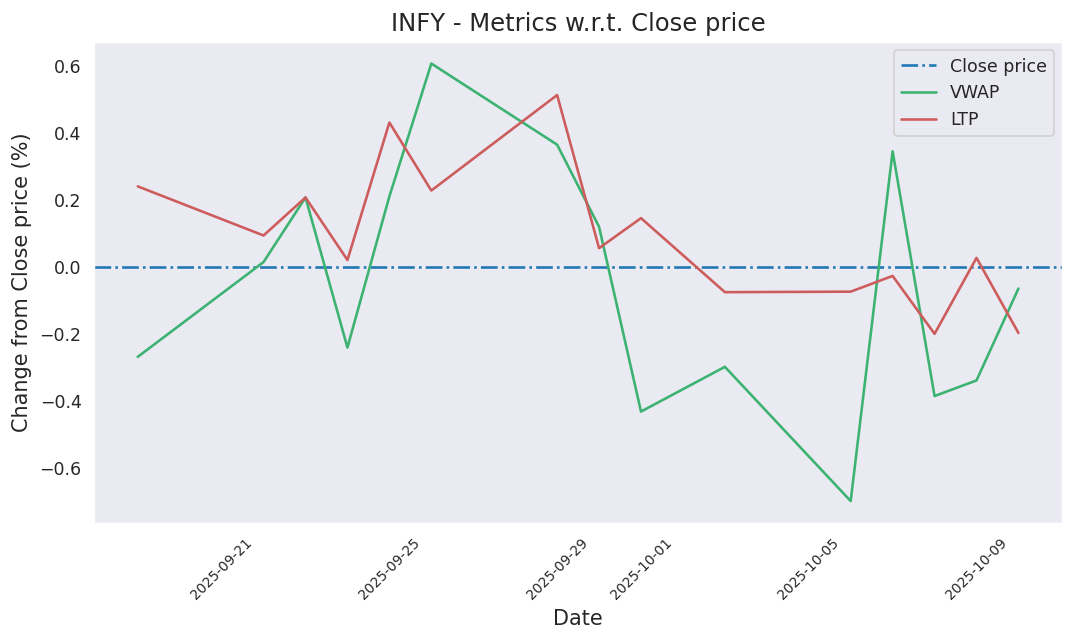 INFY - Metrics w.r.t. Close price
Close price
VWAP
LTP
Change from Close price (%)
0.6
0.4
0.2
0.0
−0.2
−0.4
−0.6
2025-09-21
2025-09-25
2025-09-29
2025-10-01
2025-10-05
2025-10-09
Date